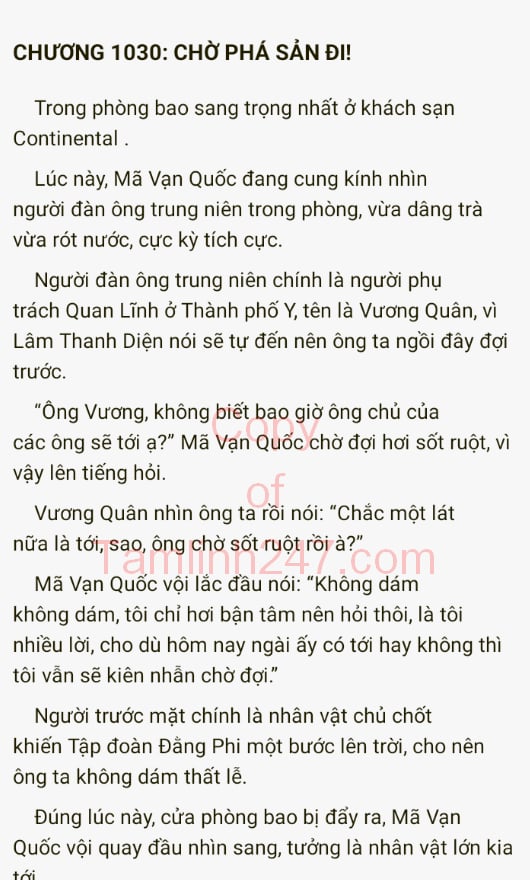 CHƯƠNG 1030: CHỜ PHÁ SẢN ĐI!
Trong phòng bao sang trọng nhất ở khách sạn
Continental .
Lúc này, Mã Vạn Quốc đang cung kính nhìn
người đàn ông trung niên trong phòng, vừa dâng trà
vừa rót nước, cực kỳ tích cực.
Người đàn ông trung niên chính là người phụ
trách Quan Lĩnh ở Thành phố Y, tên là Vương Quân, vì
Lâm Thanh Diện nói sẽ tự đến nên ông ta ngồi đây đợi
trước.
“Ông Vương, không biết bao giờ ông chủ của
các ông sẽ tới ạ?” Mã Vạn Quốc chờ đợi hơi sốt ruột, vì
vậy lên tiếng hỏi.
Vương Quân nhìn ông ta rồi nói: “Chắc một lát
nữa là tới, sao, ông chờ sốt ruột rồi à?”
Mã Vạn Quốc vội lắc đầu nói: “Không dám
không dám, tôi chỉ hơi bận tâm nên hỏi thôi, là tôi
nhiều lời, cho dù hôm nay ngài ấy có tới hay không thì
tôi vẫn sẽ kiên nhẫn chờ đợi.”
Người trước mặt chính là nhân vật chủ chốt
khiến Tập đoàn Đằng Phi một bước lên trời, cho nên
ông ta không dám thất lễ.
Đúng lúc này, cửa phòng bao bị đẩy ra, Mã Vạn
Quốc vội quay đầu nhìn sang, tưởng là nhân vật lớn kia
tới
Copy
of
Tamlinh247.com